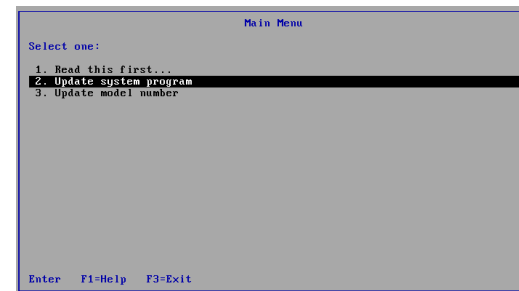 Main Menu
Select one:
1. Read this first...
2. Update system program
3. Update model number
Enter F1=Help F3=Exit